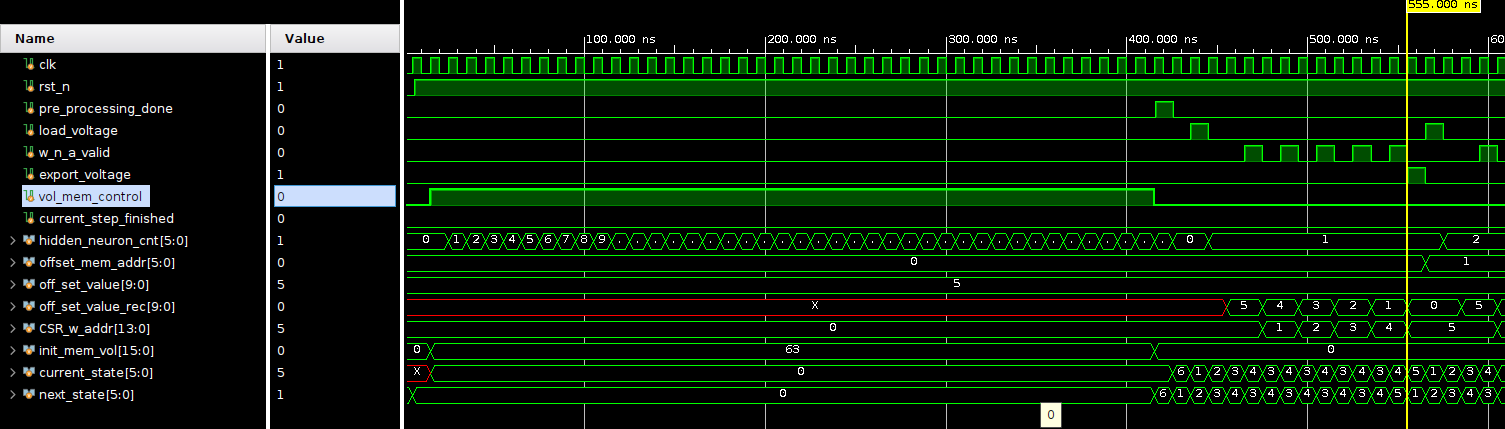 555.000 ns
Name Value
100.000 ns 200.000 ns 300.000 ns 400.000 ns 500.000 ns 60
clk 1
rst_n 1
pre_processing_done 0
load_voltage 0
w_n_a_valid 0
export_voltage 1
vol_mem_control 0
current_step_finished 0
hidden_neuron_cnt[5:0] 1 0 1 2 3 4 5 6 7 8 9 . . . . . . . . . . . . . . . . . . . . . . . . . . . . . . 0 1 2
offset_mem_addr[5:0] 0 0 1
off_set_value[9:0] 5 5
off_set_value_rec[9:0] 0 X 5 4 3 2 1 0 5
CSR_w_addr[13:0] 5 0 1 2 3 4 5
init_mem_vol[15:0] 0 0 63 0
current_state[5:0] 5 X 0 6 1 2 3 4 3 4 3 4 3 4 3 4 5 1 2 3 4
next_state[5:0] 1 0 6 1 2 3 4 3 4 3 4 3 4 3 4 5 1 2 3 4 3
0